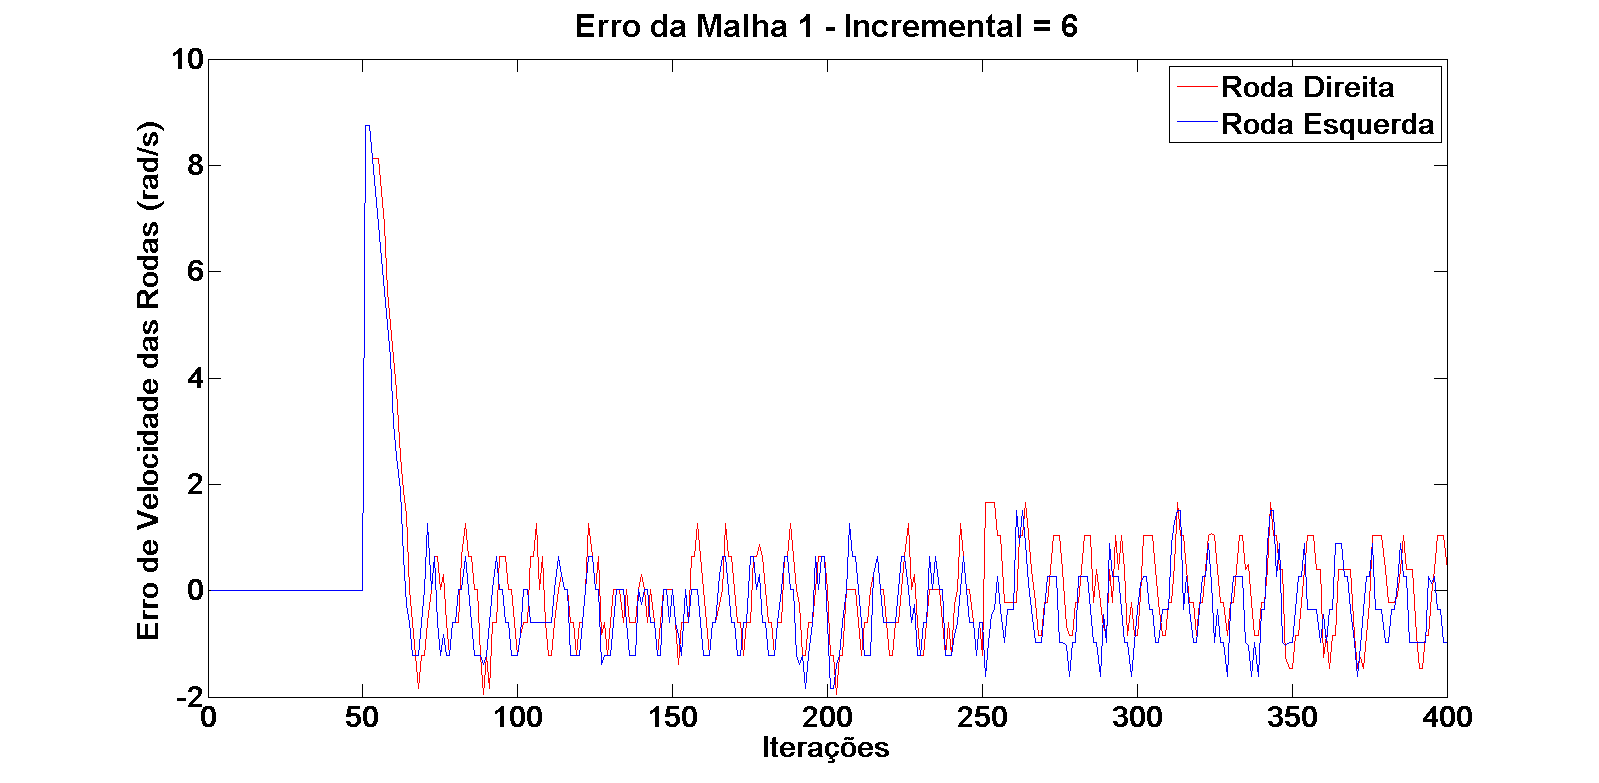 Erro da Malha 1 - Incremental = 6
Roda Direita
Roda Esquerda
Erro de Velocidade das Rodas (rad/s)
10
8
6
4
2
0
-2
0 50 100 150 200 250 300 350 400
Iterações